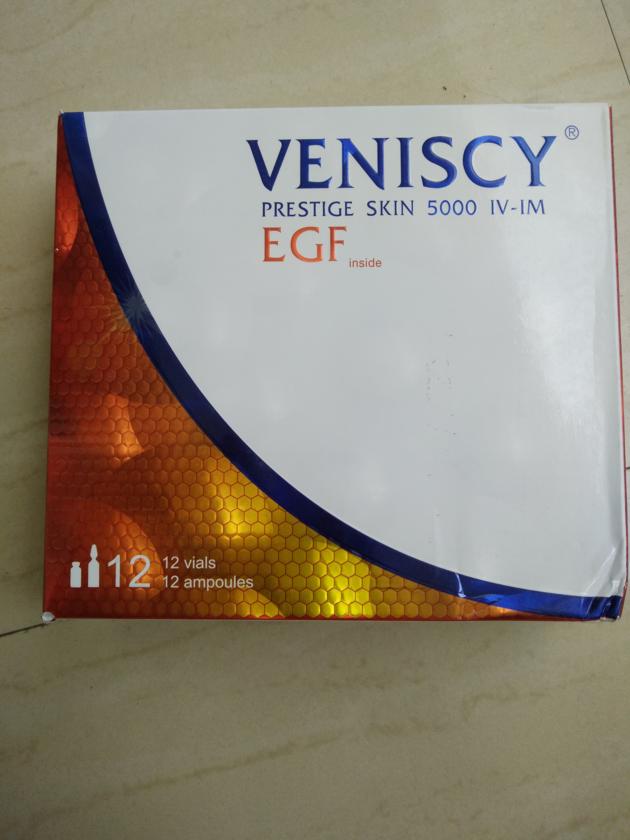 VENISCY®
PRESTIGE SKIN 5000 IV-IM
EGF inside
12 12 vials
12 ampoules